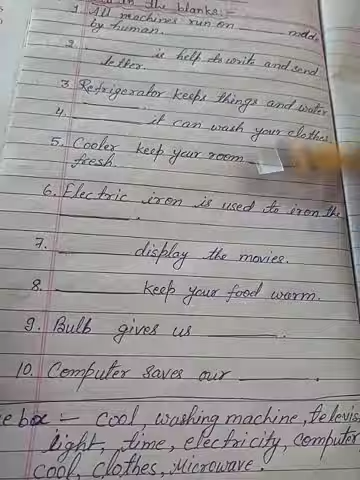 in the blanks:-
1. All machines run on ______ made
by human.
2. ______ is help to write and send
letter.
3. Refrigerator keeps things and water
______.
4. ______ it can wash your clothes.
5. Cooler keep your room
fresh.
6. Electric iron is used to iron the
______.
7. ______ display the movies.
8. ______ keep your food warm.
9. Bulb gives us ______.
10. Computer saves our ______.
box :- Cool, washing machine, televis
light, time, electricity, computer
cool, clothes, Microwave.